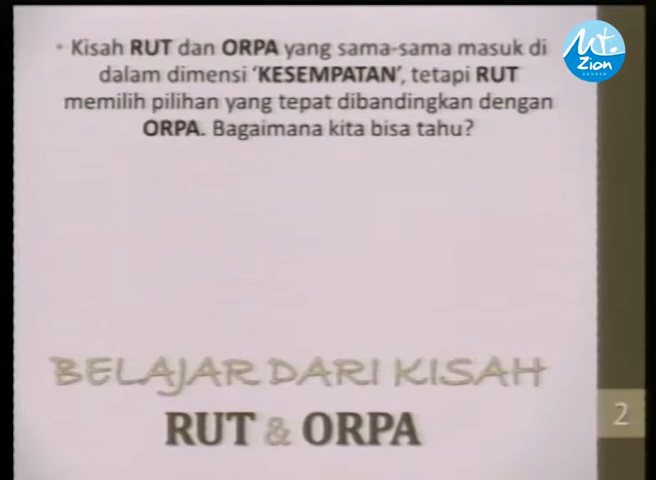 • Kisah RUT dan ORPA yang sama-sama masuk di
dalam dimensi ‘KESEMPATAN’, tetapi RUT
memilih pilihan yang tepat dibandingkan dengan
ORPA. Bagaimana kita bisa tahu?
Mt.
Zion
CHURCH
BELAJAR DARI KISAH
RUT & ORPA
2